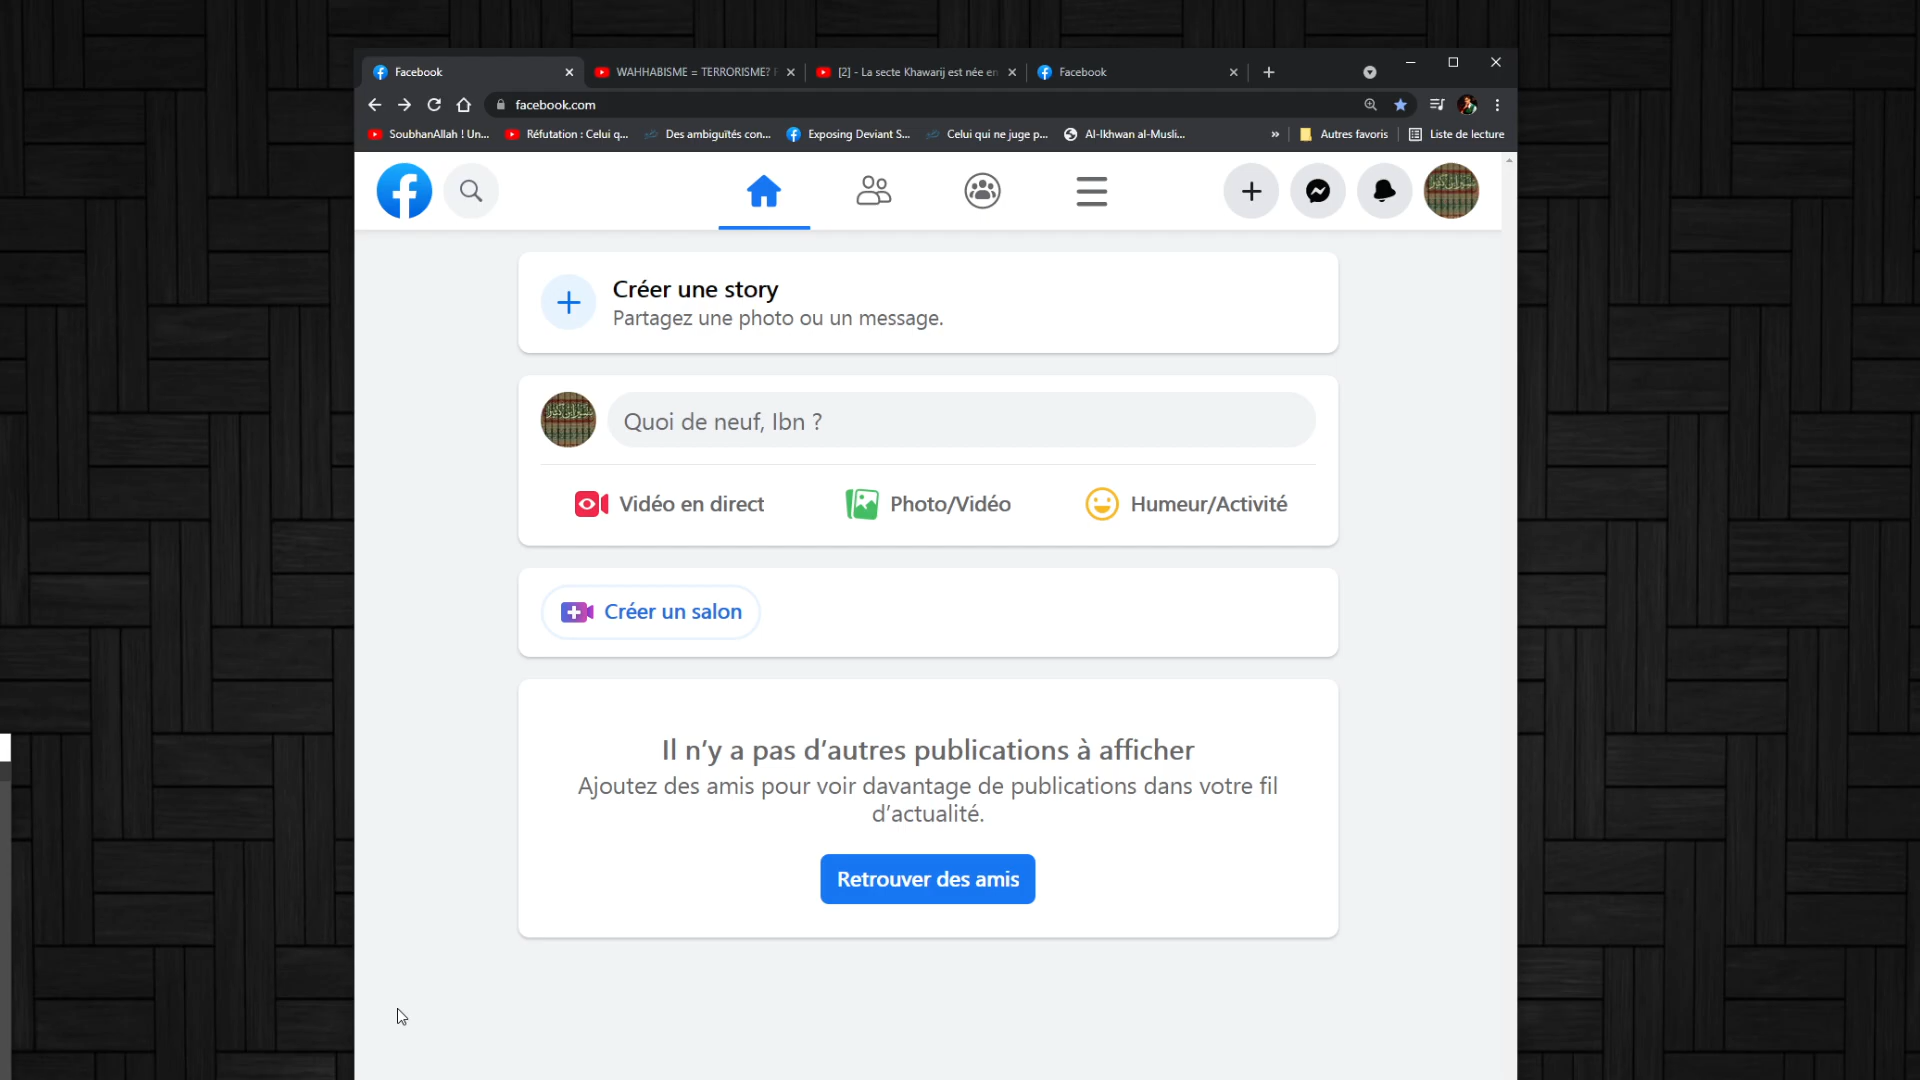 Facebook
WAHHABISME = TERRORISME?
[2] - La secte Khawarij est née en
Facebook
facebook.com
SoubhanAllah ! Un...
Réfutation : Celui q...
Des ambiguïtés con...
Exposing Deviant S...
Celui qui ne juge p...
Al-Ikhwan al-Musli...
»
Autres favoris
Liste de lecture
Créer une story
Partagez une photo ou un message.
Quoi de neuf, Ibn ?
Vidéo en direct
Photo/Vidéo
Humeur/Activité
Créer un salon
Il n’y a pas d’autres publications à afficher
Ajoutez des amis pour voir davantage de publications dans votre fil
d’actualité.
Retrouver des amis